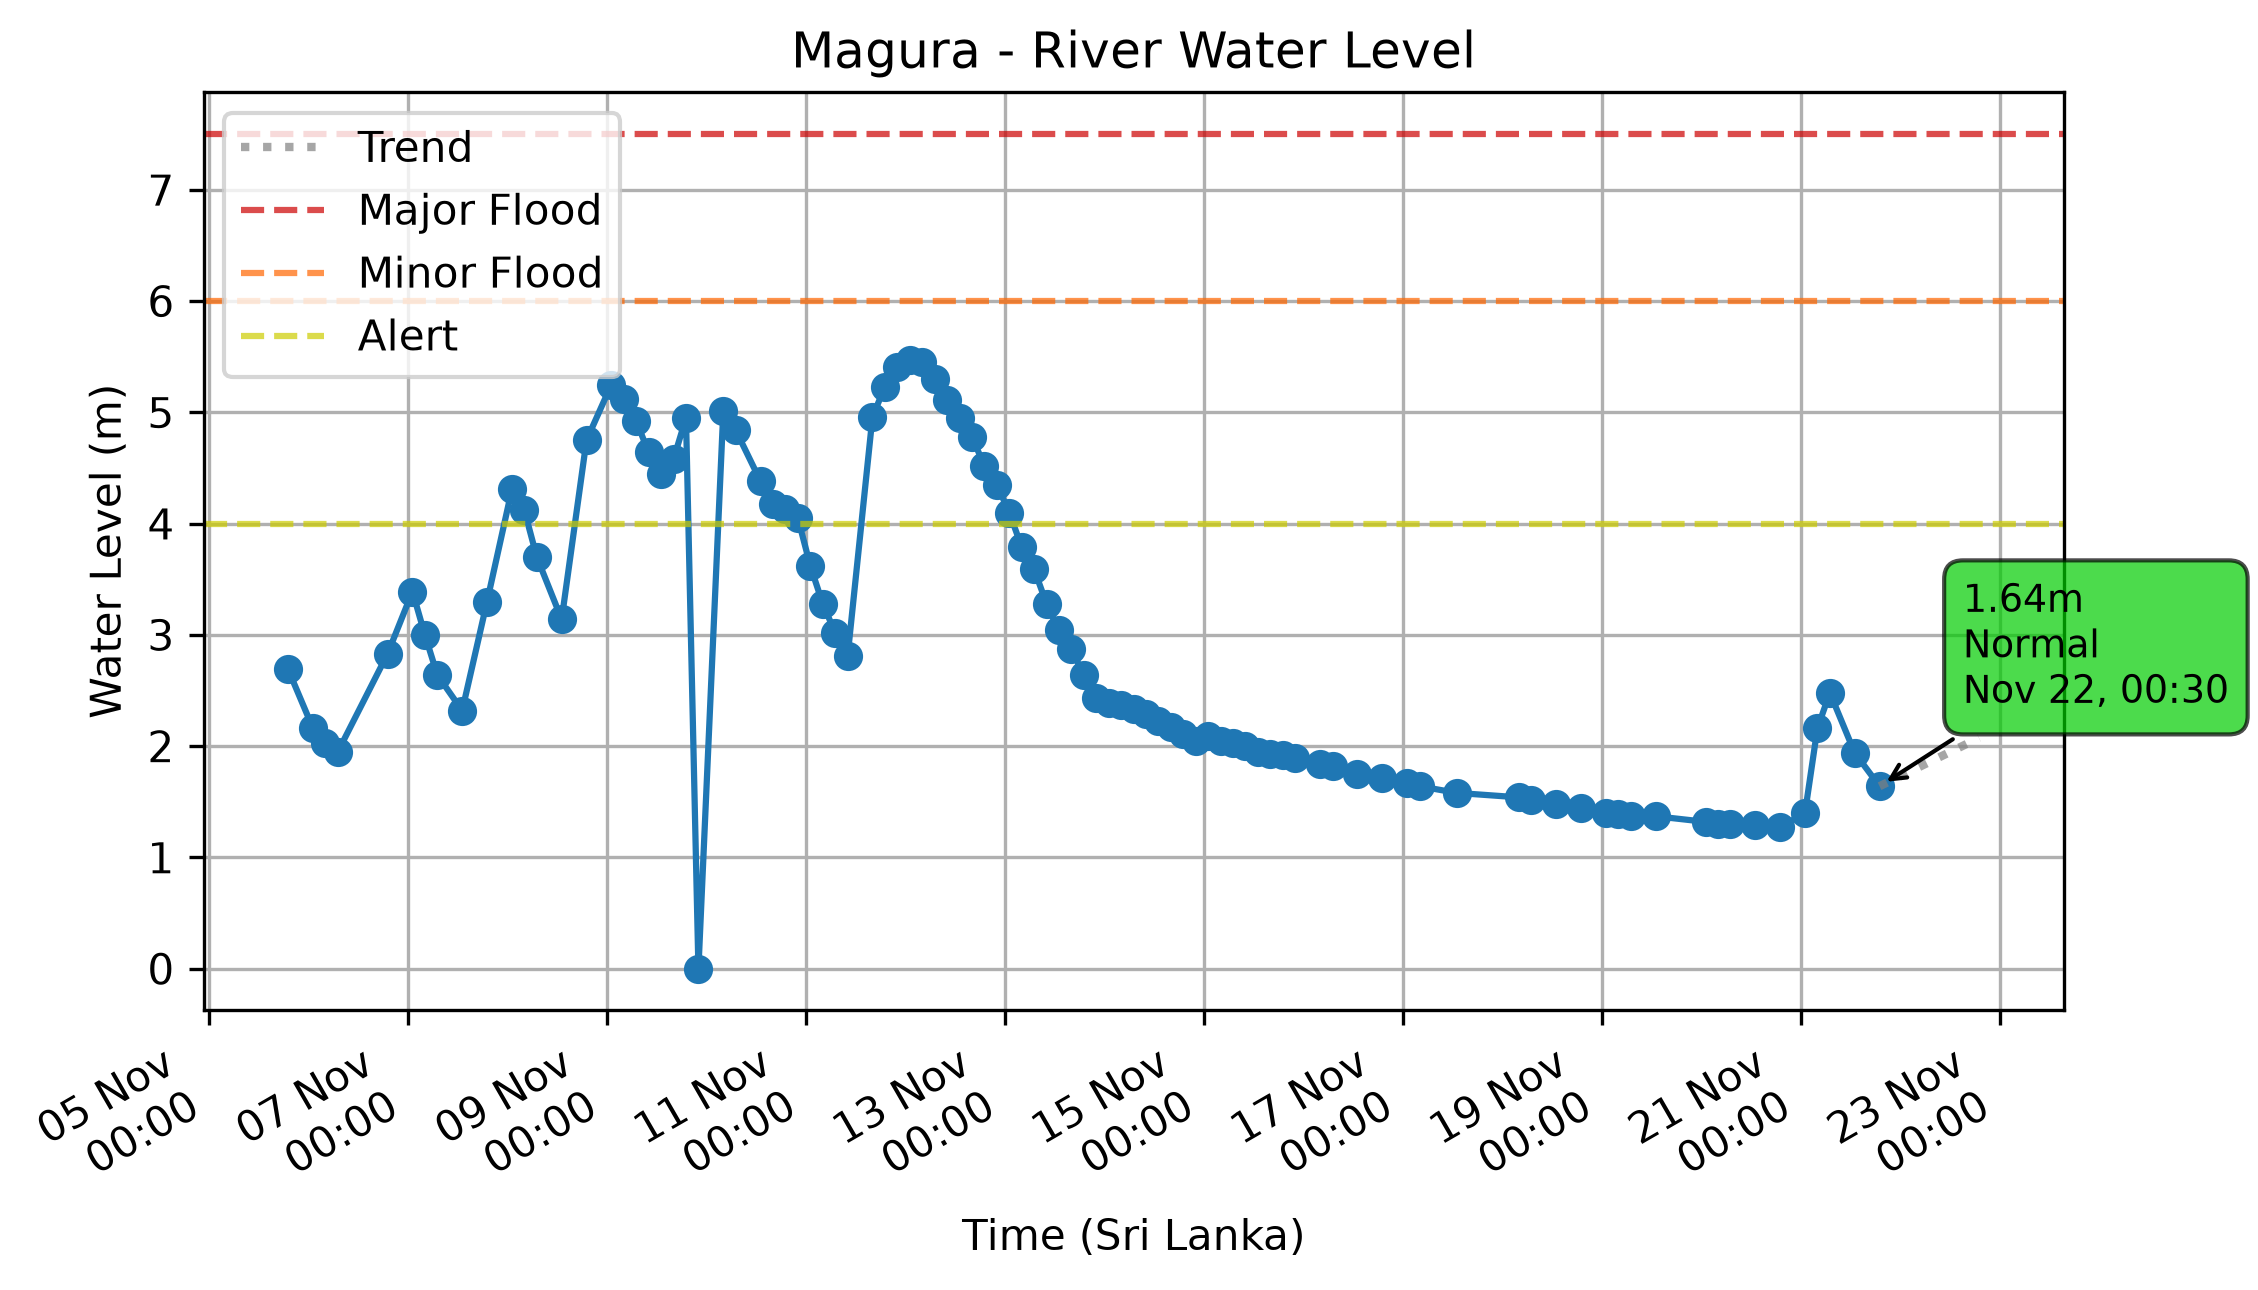 Magura - River Water Level
Trend
Major Flood
Minor Flood
Alert
Water Level (m)
7
6
5
4
3
2
1
0
1.64m
Normal
Nov 22, 00:30
05 Nov
00:00
07 Nov
00:00
09 Nov
00:00
11 Nov
00:00
13 Nov
00:00
15 Nov
00:00
17 Nov
00:00
19 Nov
00:00
21 Nov
00:00
23 Nov
00:00
Time (Sri Lanka)